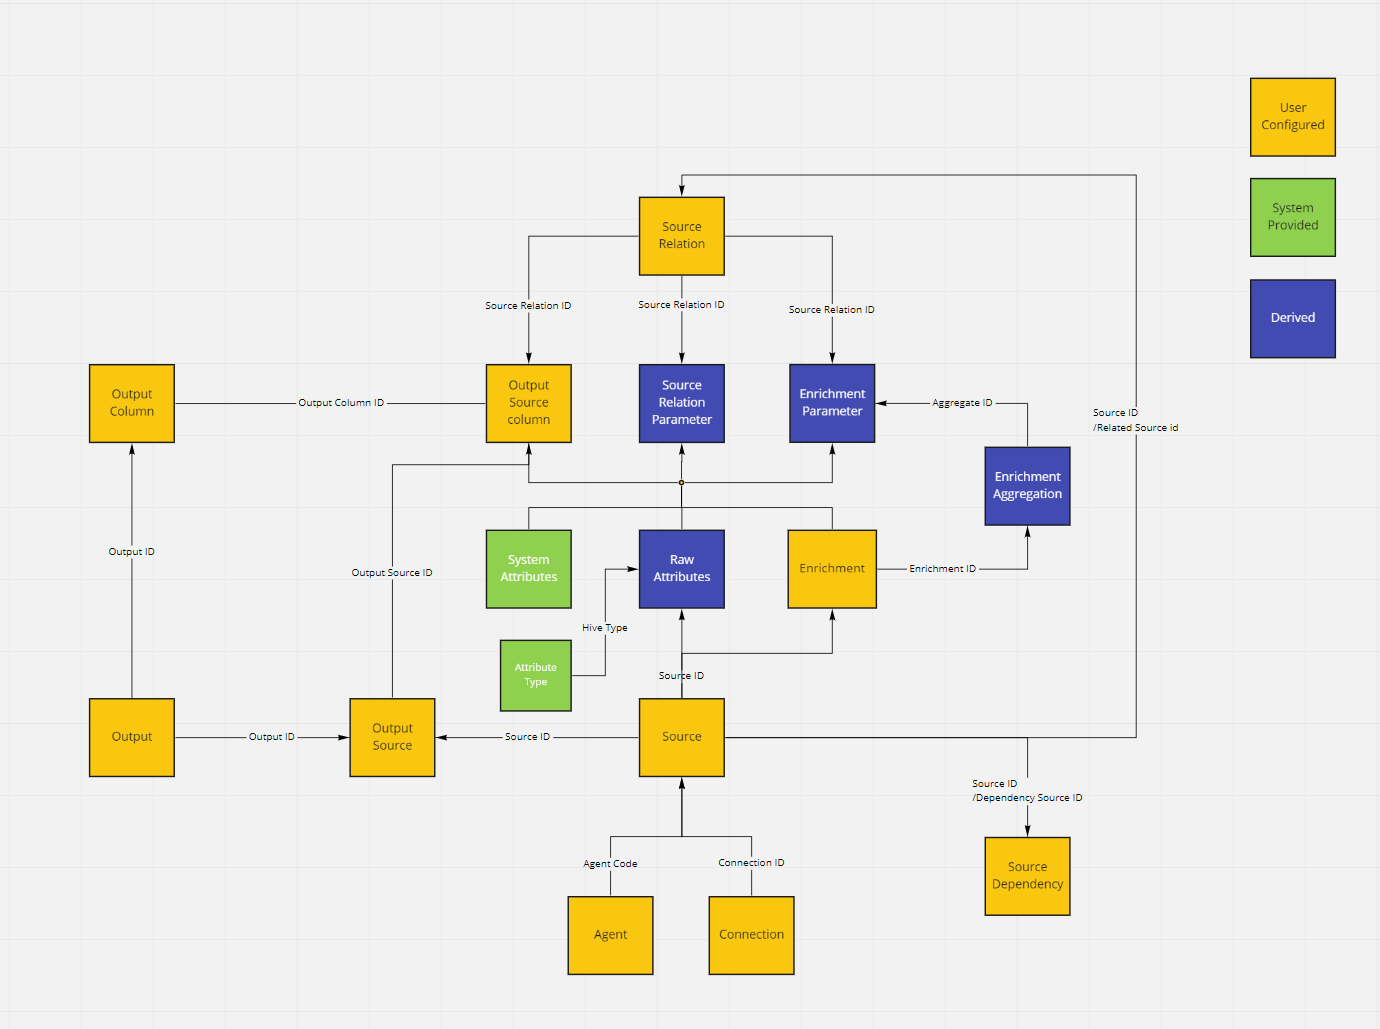 User
Configured
System
Provided
Derived
Source
Relation
Source Relation ID
Source Relation ID
Source Relation ID
Output
Column
Output Column ID
Output
Source
column
Source
Relation
Parameter
Enrichment
Parameter
Aggregate ID
Source ID
/Related Source id
Enrichment
Aggregation
Output ID
Output Source ID
System
Attributes
Raw
Attributes
Enrichment
Enrichment ID
Hive Type
Attribute
Type
Source ID
Output
Output ID
Output
Source
Source ID
Source
Source ID
/Dependency Source ID
Agent Code
Connection ID
Source
Dependency
Agent
Connection